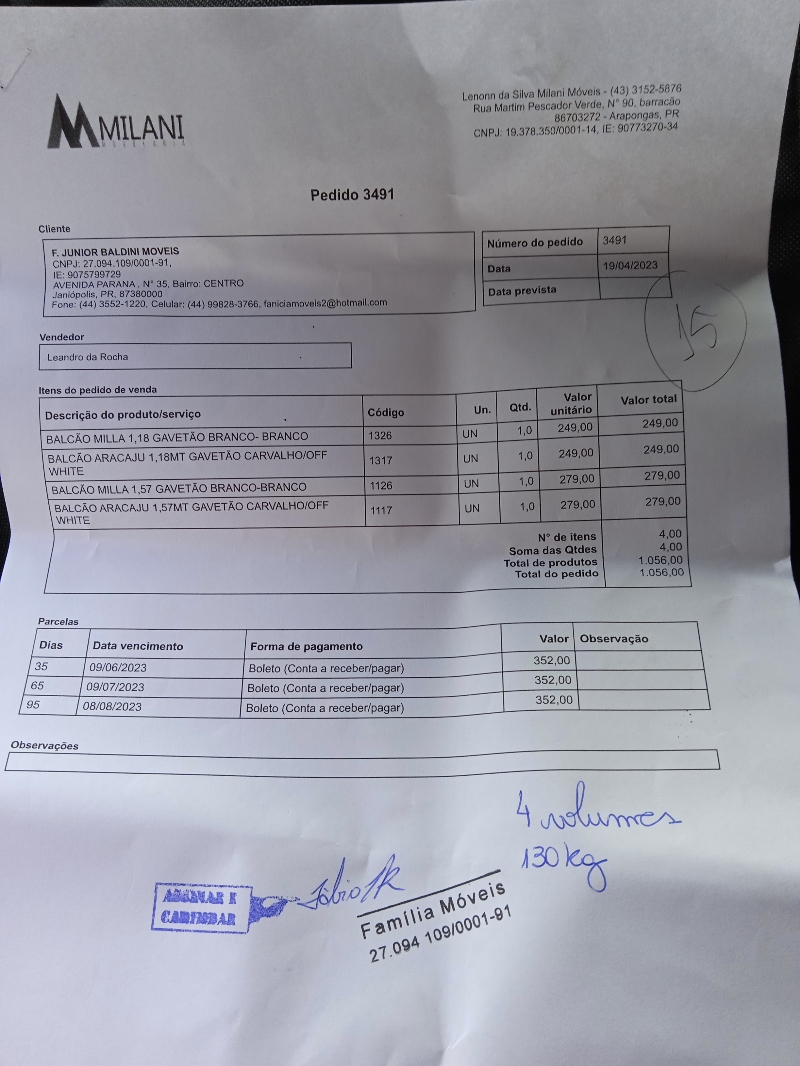 MILANI
Lenonn da Silva Milani Móveis - (43) 3152-5876
Rua Martim Pescador Verde, N° 90, barracão
86703272 - Arapongas, PR
CNPJ: 19.378.350/0001-14, IE: 90773270-34
Pedido 3491
Cliente
F. JUNIOR BALDINI MOVEIS
CNPJ: 27.094.109/0001-91,
IE: 9075799729
AVENIDA PARANA , N° 35, Bairro: CENTRO
Janiópolis, PR, 87380000
Fone: (44) 3552-1220, Celular: (44) 99828-3766, faniciamoveis2@hotmail.com
Número do pedido 3491
Data 19/04/2023
Data prevista
15
Vendedor
Leandro da Rocha
Itens do pedido de venda
Descrição do produto/serviço Código Un. Qtd. Valor unitário Valor total
BALCÃO MILLA 1,18 GAVETÃO BRANCO- BRANCO 1326 UN 1,0 249,00 249,00
BALCÃO ARACAJU 1,18MT GAVETÃO CARVALHO/OFF WHITE 1317 UN 1,0 249,00 249,00
BALCÃO MILLA 1,57 GAVETÃO BRANCO-BRANCO 1126 UN 1,0 279,00 279,00
BALCÃO ARACAJU 1,57MT GAVETÃO CARVALHO/OFF WHITE 1117 UN 1,0 279,00 279,00
N° de itens 4,00
Soma das Qtdes 4,00
Total de produtos 1.056,00
Total do pedido 1.056,00
Parcelas
Dias Data vencimento Forma de pagamento Valor Observação
35 09/06/2023 Boleto (Conta a receber/pagar) 352,00
65 09/07/2023 Boleto (Conta a receber/pagar) 352,00
95 08/08/2023 Boleto (Conta a receber/pagar) 352,00
Observações
4 volumes
130kg
ASSINAR E
CARIMBAR
Fábio
Família Móveis
27.094 109/0001-91